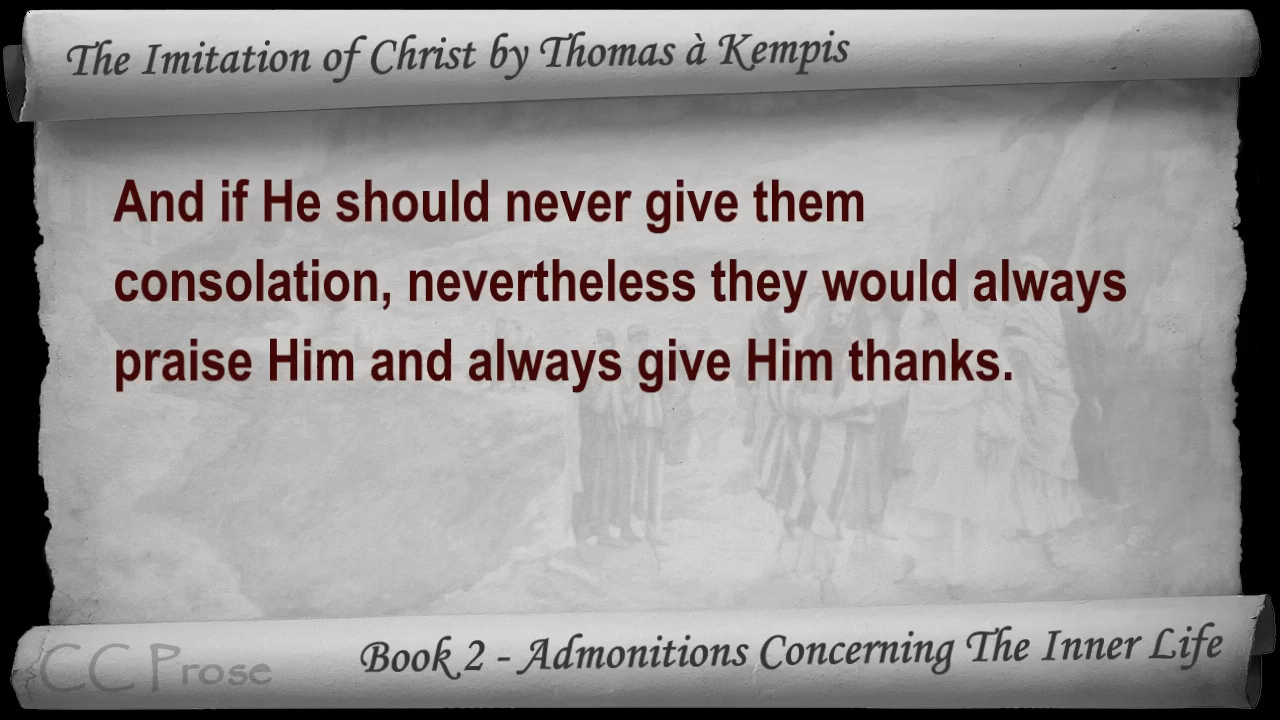 The Imitation of Christ by Thomas à Kempis
And if He should never give them
consolation, nevertheless they would always
praise Him and always give Him thanks.
CC Prose
Book 2 - Admonitions Concerning The Inner Life